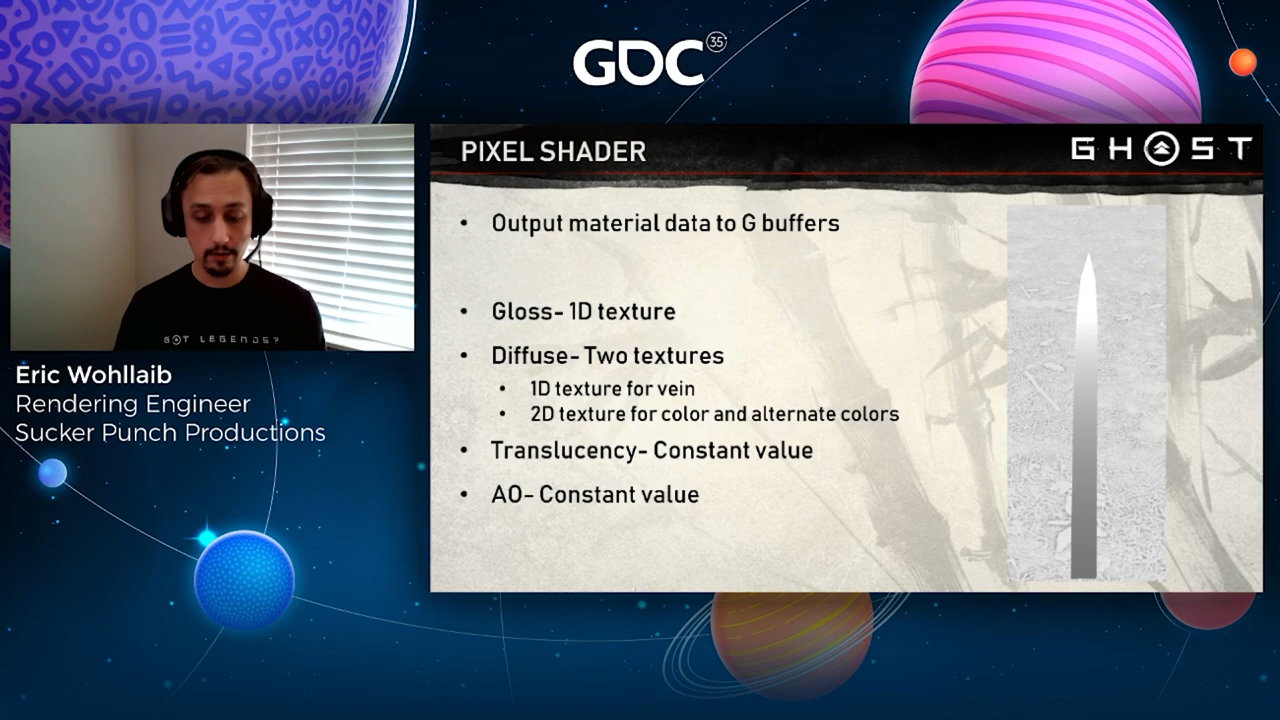 GDC 35
PIXEL SHADER
GHOST
• Output material data to G buffers
• Gloss- 1D texture
• Diffuse- Two textures
• 1D texture for vein
• 2D texture for color and alternate colors
• Translucency- Constant value
• AO- Constant value
GOT LEGENDS?
Eric Wohllaib
Rendering Engineer
Sucker Punch Productions